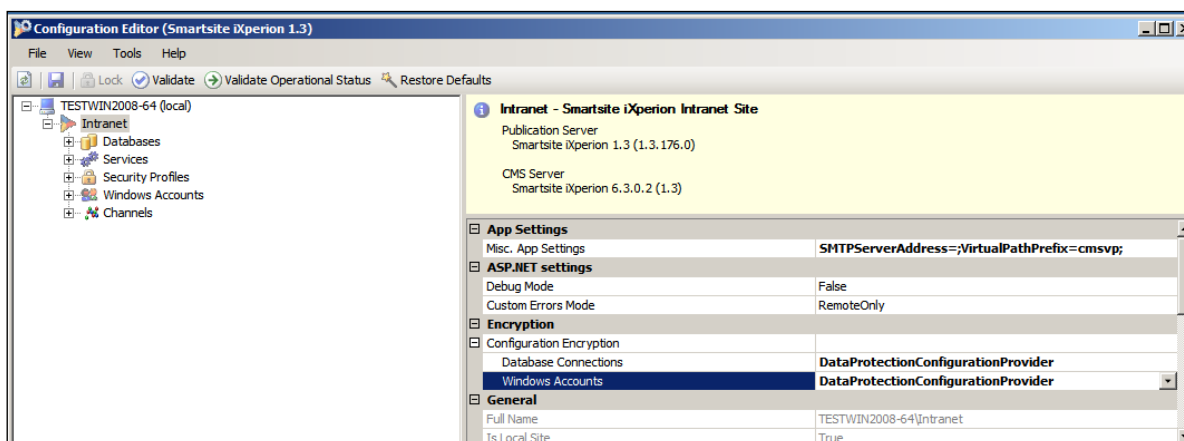 Configuration Editor (Smartsite iXperion 1.3)
File View Tools Help
Lock Validate Validate Operational Status Restore Defaults
TESTWIN2008-64 (local)
Intranet
Databases
Services
Security Profiles
Windows Accounts
Channels
Intranet - Smartsite iXperion Intranet Site
Publication Server
Smartsite iXperion 1.3 (1.3.176.0)
CMS Server
Smartsite iXperion 6.3.0.2 (1.3)
App Settings
Misc. App Settings SMTPServerAddress=;VirtualPathPrefix=cmsvp;
ASP.NET settings
Debug Mode False
Custom Errors Mode RemoteOnly
Encryption
Configuration Encryption
Database Connections DataProtectionConfigurationProvider
Windows Accounts DataProtectionConfigurationProvider
General
Full Name TESTWIN2008-64\Intranet
Is Local Site True